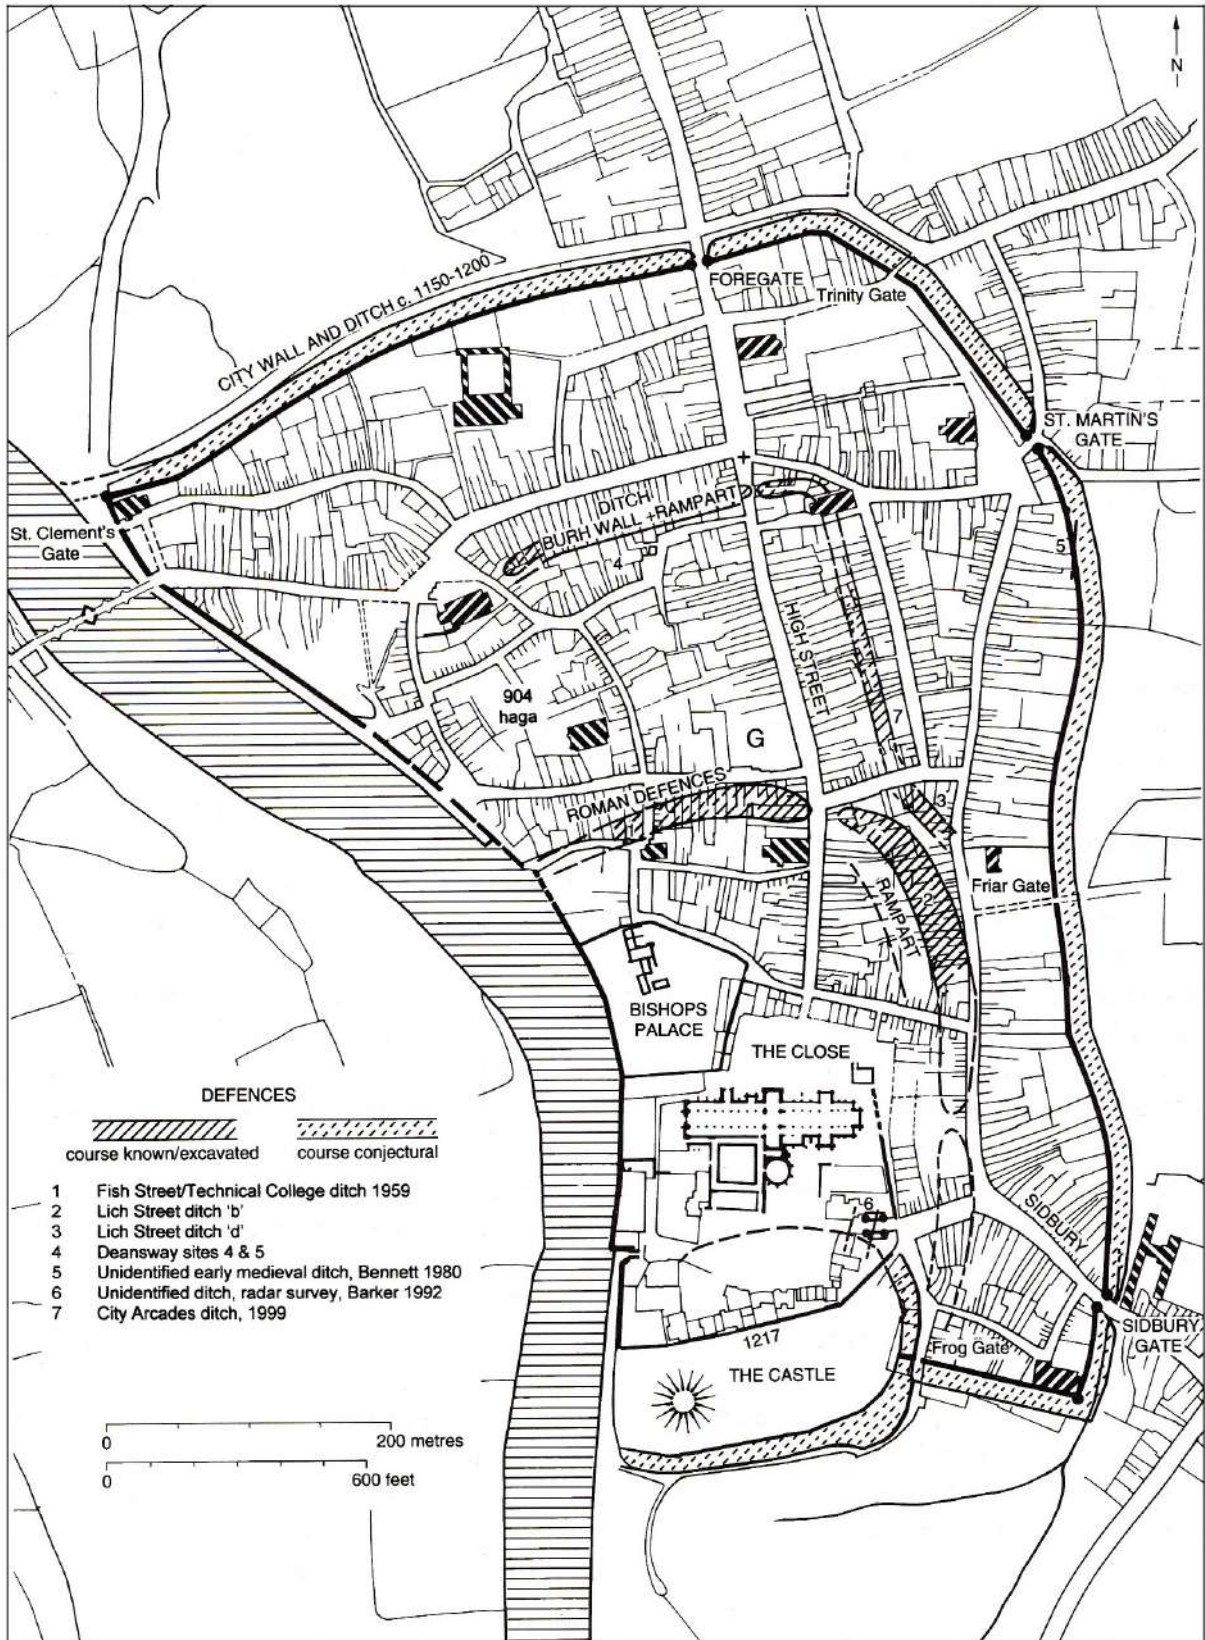 N
CITY WALL AND DITCH c. 1150-1200
FOREGATE
Trinity Gate
ST. MARTIN'S
GATE
St. Clement's
Gate
DITCH
BURH WALL + RAMPART
4
5
HIGH STREET
904
haga
7
G
ROMAN DEFENCES
3
1
2
RAMPART
Friar Gate
BISHOPS
PALACE
THE CLOSE
6
SIDBURY
SIDBURY
GATE
1217
Frog Gate
THE CASTLE
DEFENCES
course known/excavated
course conjectural
1 Fish Street/Technical College ditch 1959
2 Lich Street ditch 'b'
3 Lich Street ditch 'd'
4 Deansway sites 4 & 5
5 Unidentified early medieval ditch, Bennett 1980
6 Unidentified ditch, radar survey, Barker 1992
7 City Arcades ditch, 1999
0 200 metres
0 600 feet